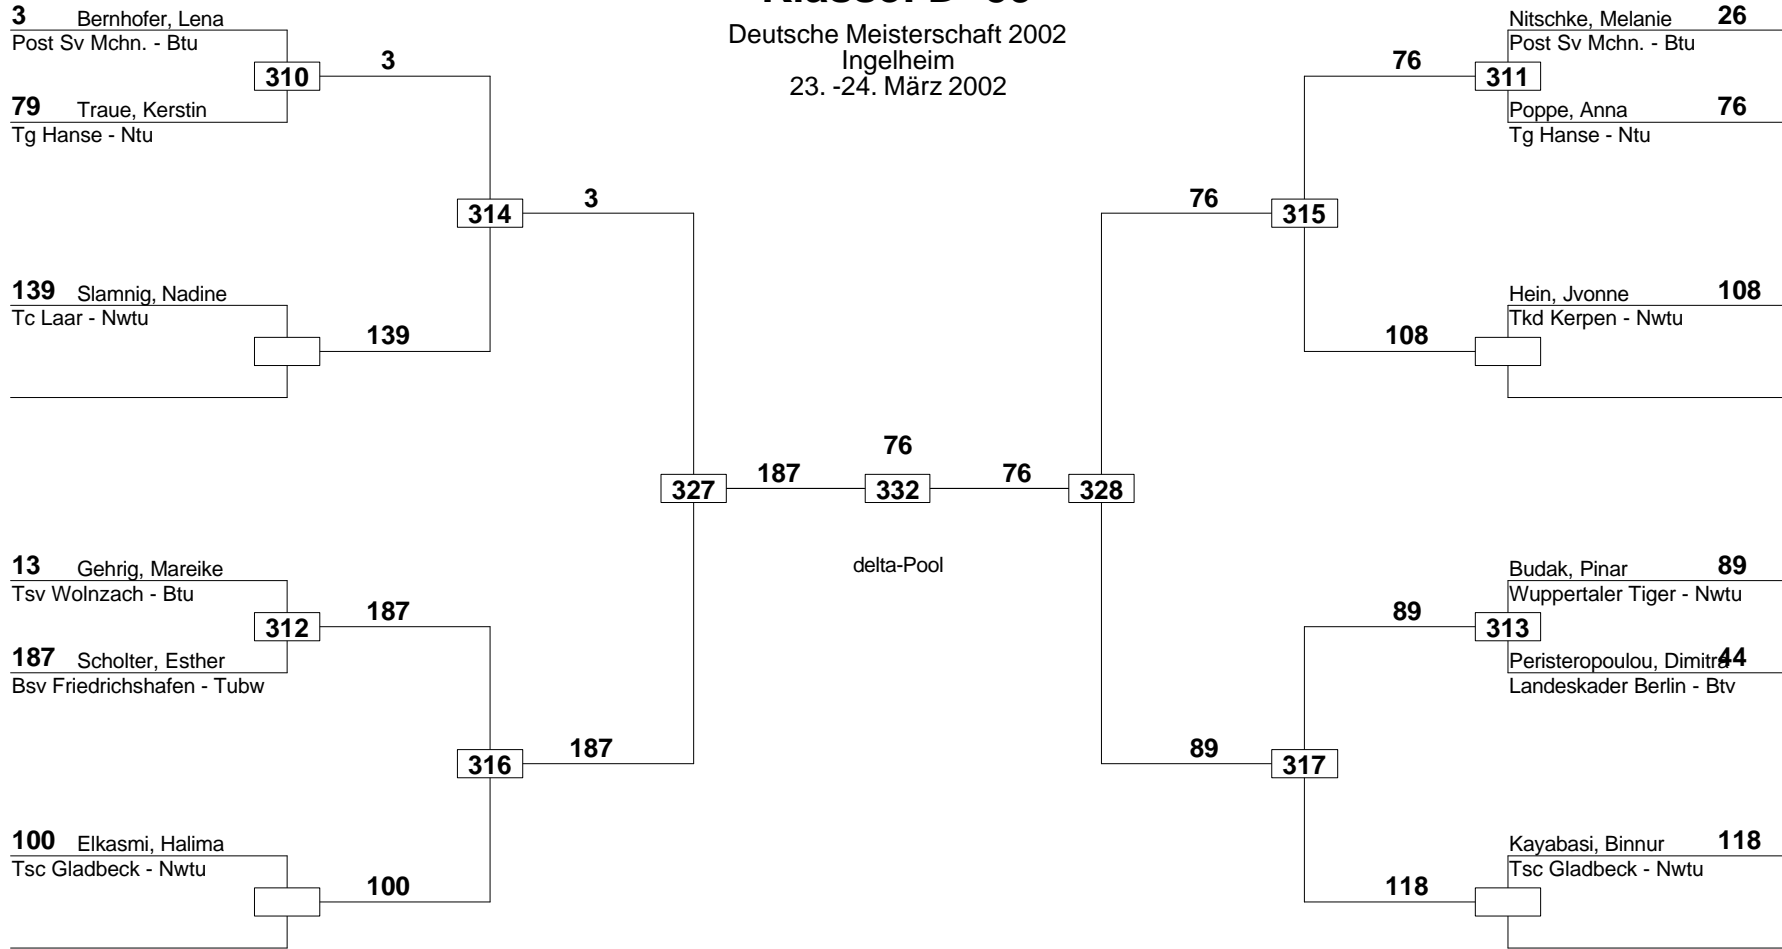 Deutsche Meisterschaft 2002
Ingelheim
23. -24. März 2002
3 Bernhofer, Lena
Post Sv Mchn. - Btu
310
3
79 Traue, Kerstin
Tg Hanse - Ntu
314
3
139 Slamnig, Nadine
Tc Laar - Nwtu
139
327
187
13 Gehrig, Mareike
Tsv Wolnzach - Btu
312
187
187 Scholter, Esther
Bsv Friedrichshafen - Tubw
316
187
100 Elkasmi, Halima
Tsc Gladbeck - Nwtu
100
76
332
delta-Pool
Nitschke, Melanie 26
Post Sv Mchn. - Btu
76
311
Poppe, Anna 76
Tg Hanse - Ntu
76
315
Hein, Jvonne 108
Tkd Kerpen - Nwtu
108
76
328
Budak, Pinar 89
Wuppertaler Tiger - Nwtu
89
313
Peristeropoulou, Dimitra 44
Landeskader Berlin - Btv
89
317
Kayabasi, Binnur 118
Tsc Gladbeck - Nwtu
118